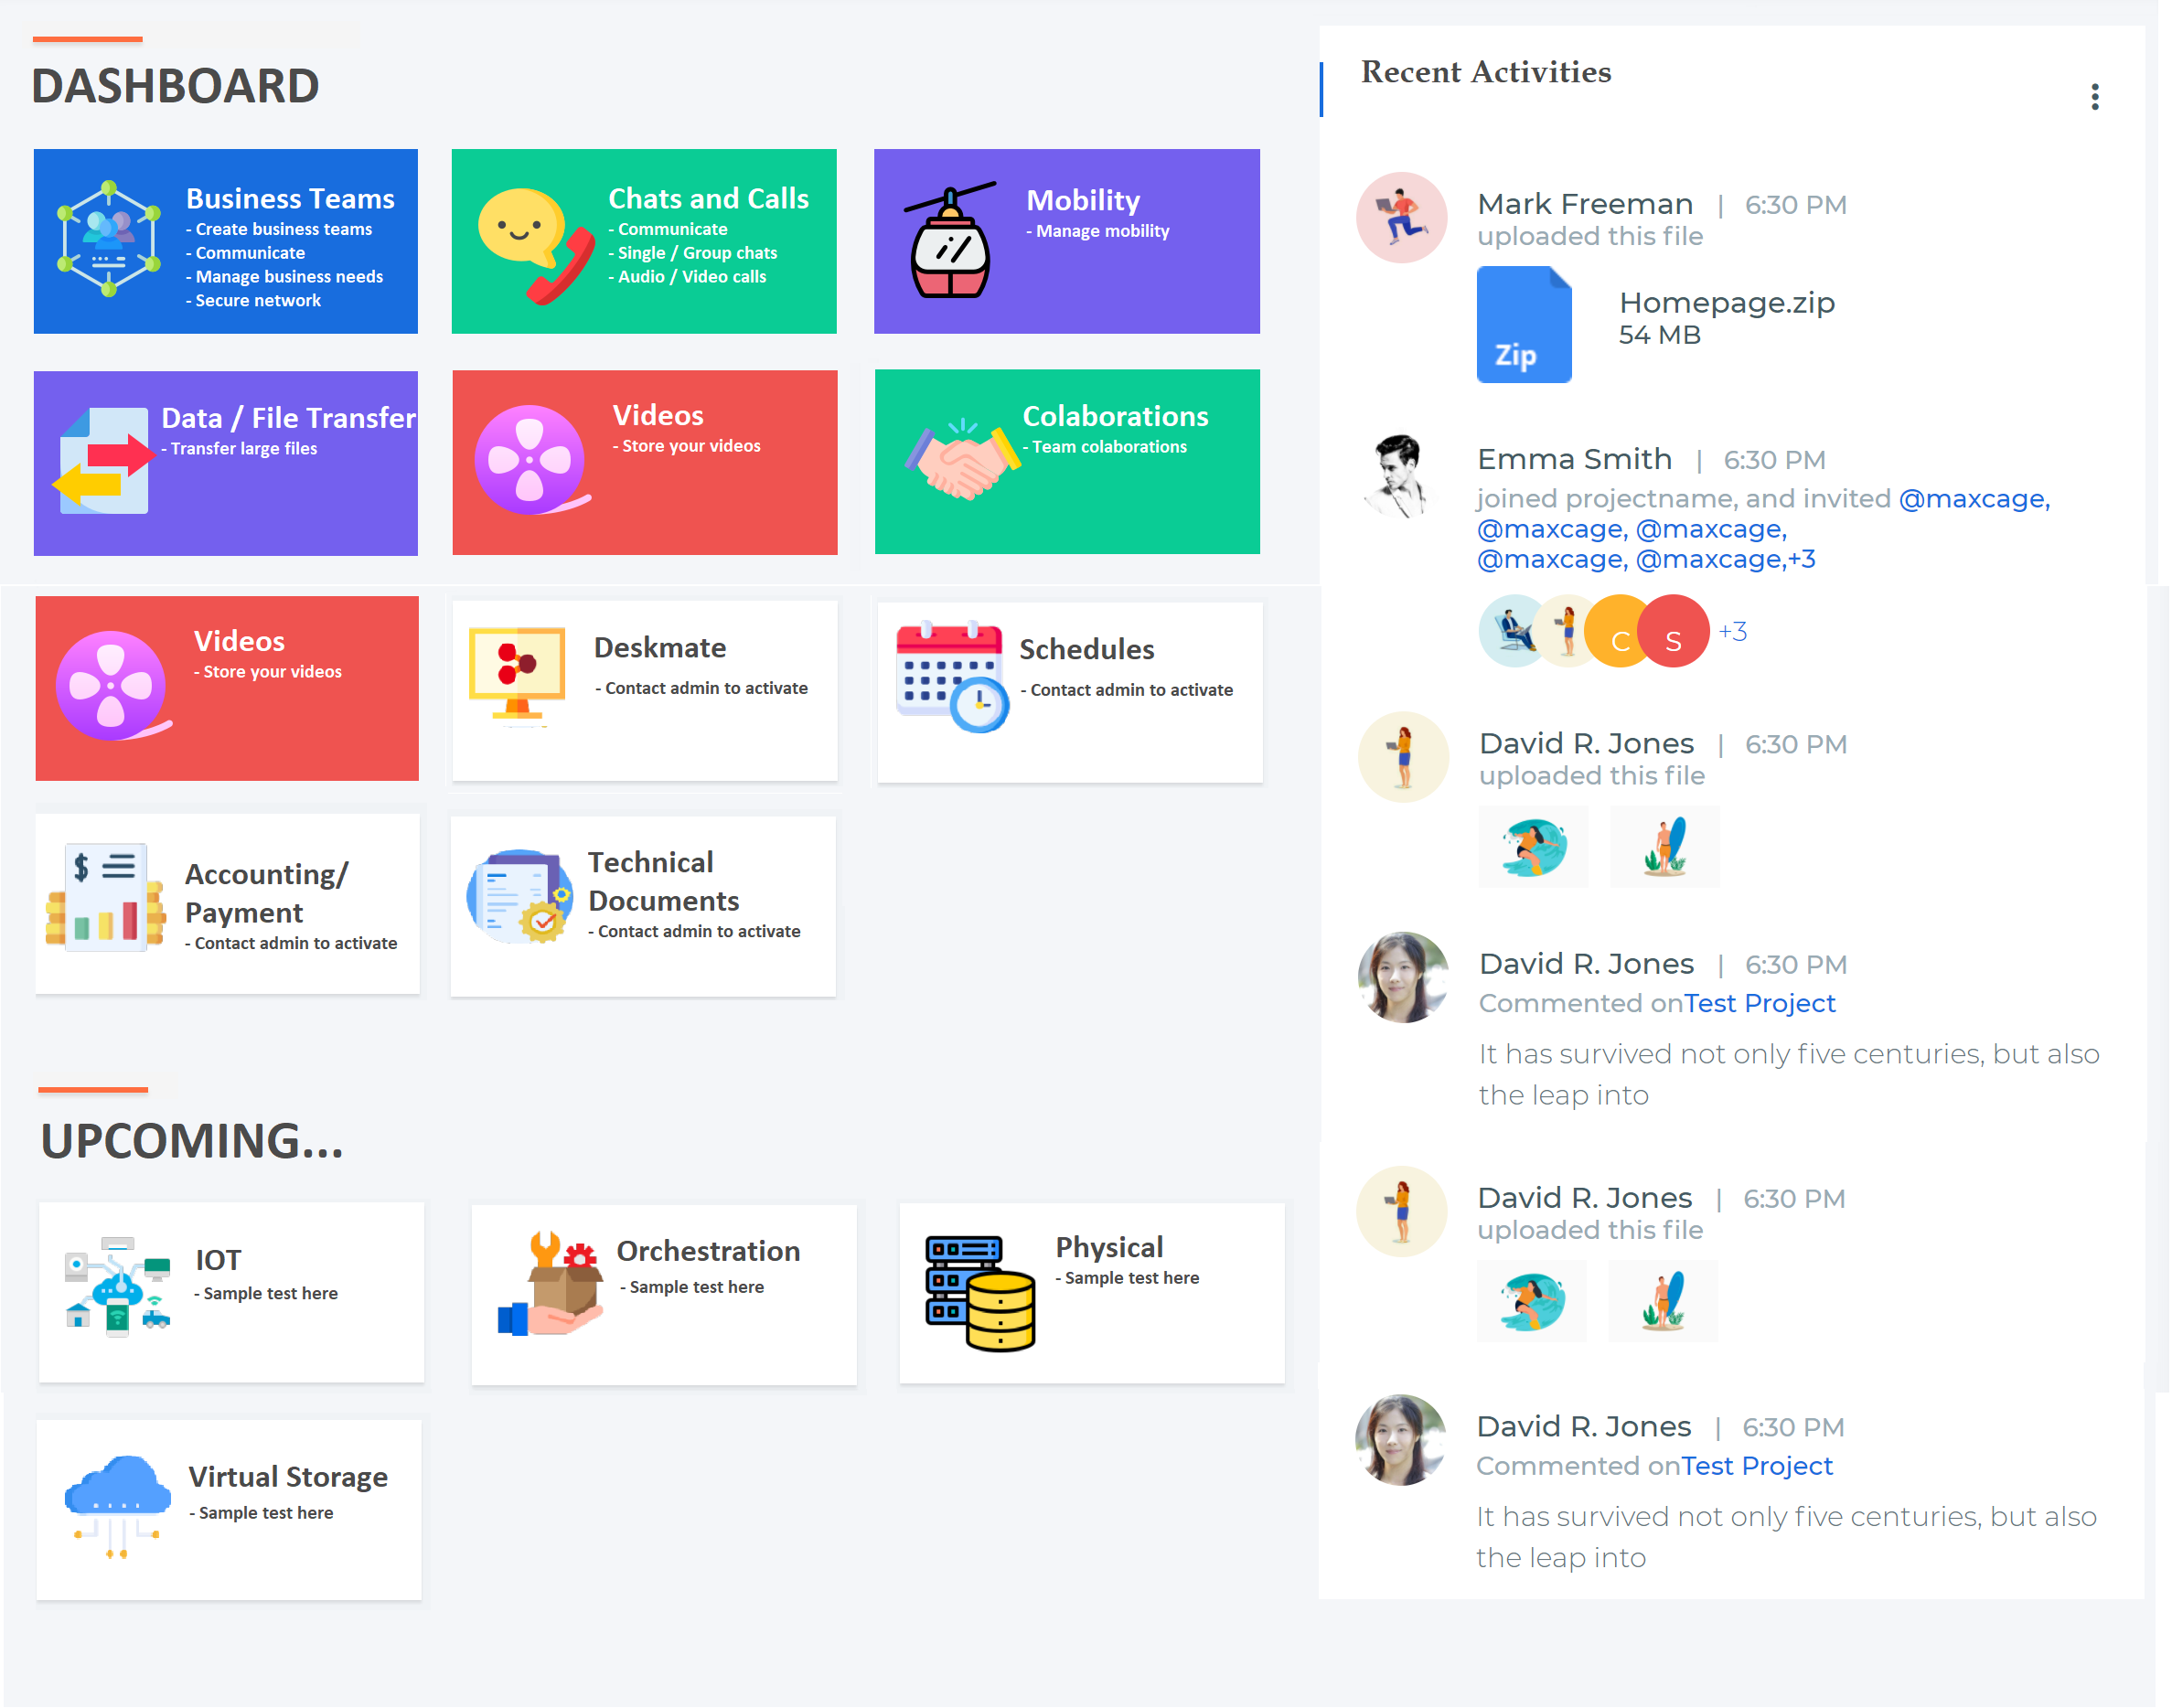 DASHBOARD
Business Teams
- Create business teams
- Communicate
- Manage business needs
- Secure network
Chats and Calls
- Communicate
- Single / Group chats
- Audio / Video calls
Mobility
- Manage mobility
Data / File Transfer
- Transfer large files
Videos
- Store your videos
Colaborations
- Team colaborations
Videos
- Store your videos
Deskmate
- Contact admin to activate
Schedules
- Contact admin to activate
$
Accounting/
Payment
- Contact admin to activate
Technical
Documents
- Contact admin to activate
UPCOMING...
IOT
- Sample test here
Orchestration
- Sample test here
Physical
- Sample test here
Virtual Storage
- Sample test here
Recent Activities
Mark Freeman | 6:30 PM
uploaded this file
Zip
Homepage.zip
54 MB
Emma Smith | 6:30 PM
joined projectname, and invited @maxcage,
@maxcage, @maxcage,
@maxcage, @maxcage,+3
C S +3
David R. Jones | 6:30 PM
uploaded this file
David R. Jones | 6:30 PM
Commented onTest Project
It has survived not only five centuries, but also
the leap into
David R. Jones | 6:30 PM
uploaded this file
David R. Jones | 6:30 PM
Commented onTest Project
It has survived not only five centuries, but also
the leap into